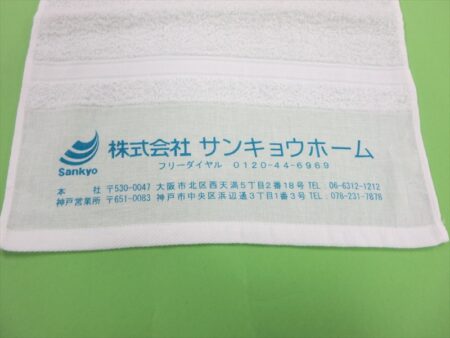 株式会社 サンキョウホーム
Sankyo
フリーダイヤル 0120-44-6969
本 社 〒530-0047 大阪市北区西天満5丁目2番18号 TEL. 06-6312-1212
神戸営業所 〒651-0083 神戸市中央区浜辺通3丁目1番3号 TEL. 078-231-7878